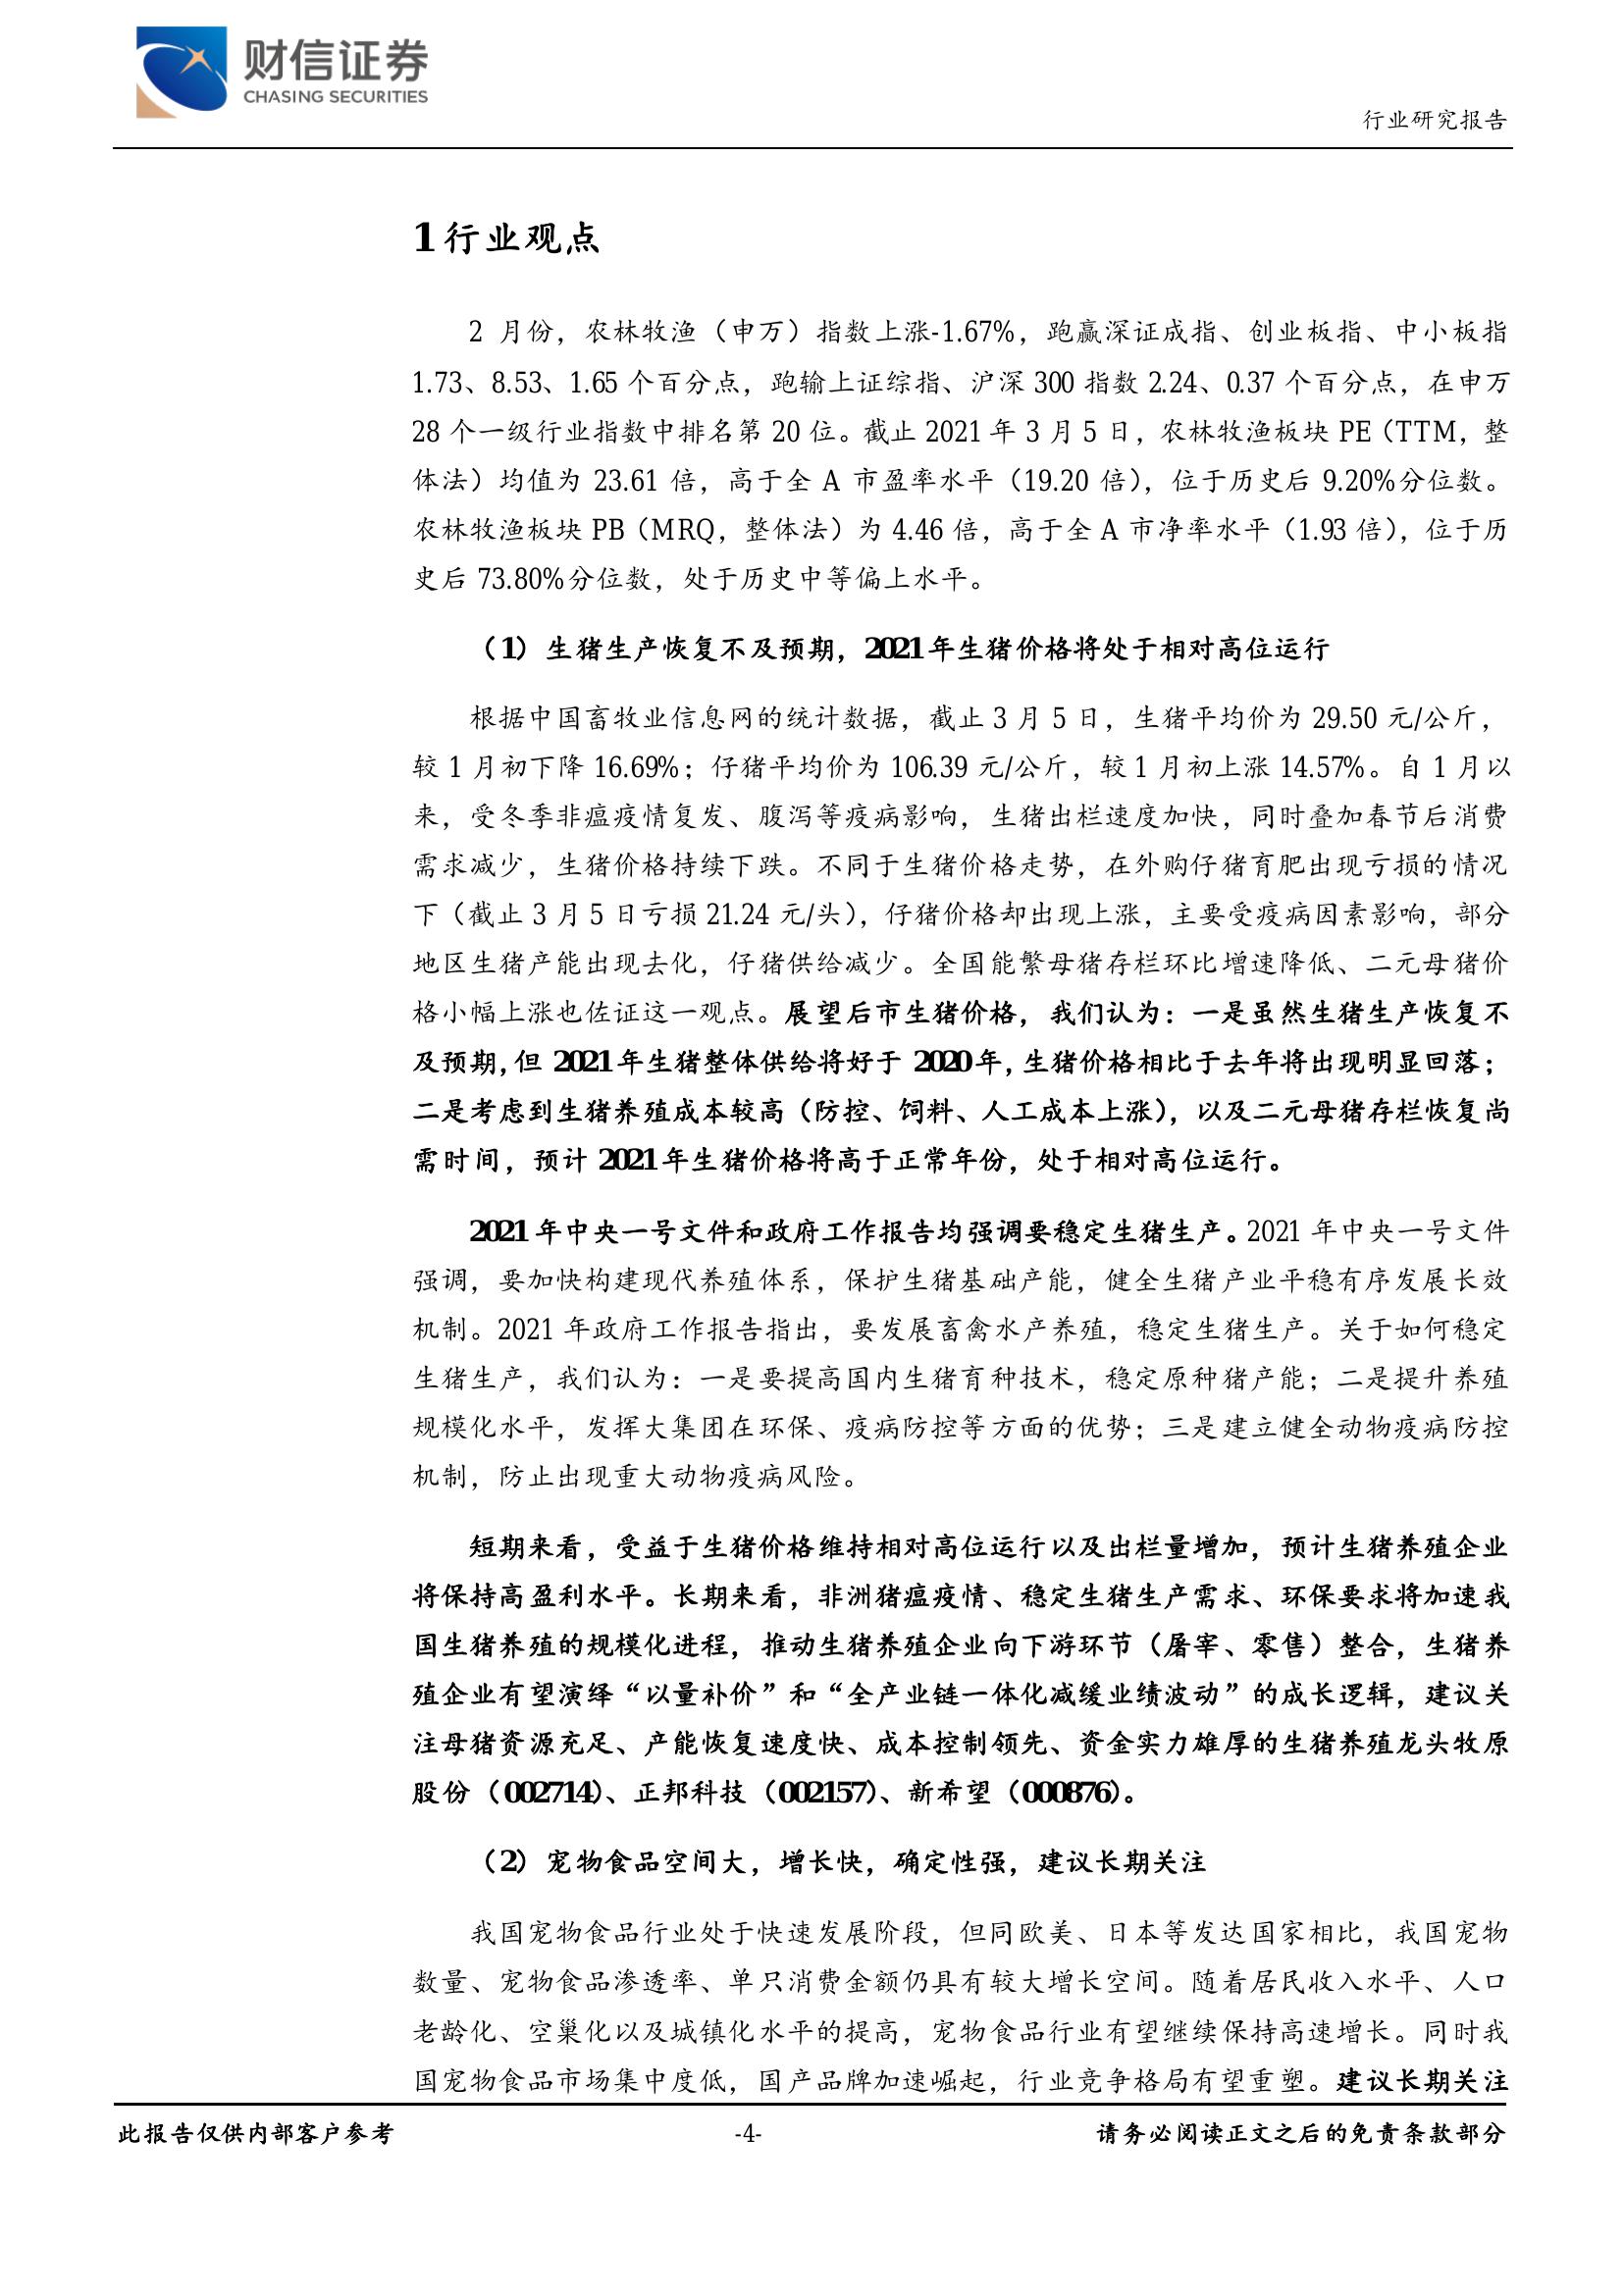 财信证券
CHASING SECURITIES
行业研究报告
1 行业观点
2 月份，农林牧渔（申万）指数上涨-1.67%，跑赢深证成指、创业板指、中小板指
1.73、8.53、1.65 个百分点，跑输上证综指、沪深 300 指数 2.24、0.37 个百分点，在申万
28 个一级行业指数中排名第 20 位。截止 2021 年 3 月 5 日，农林牧渔板块 PE（TTM，整
体法）均值为 23.61 倍，高于全 A 市盈率水平（19.20 倍），位于历史后 9.20%分位数。
农林牧渔板块 PB（MRQ，整体法）为 4.46 倍，高于全 A 市净率水平（1.93 倍），位于历
史后 73.80%分位数，处于历史中等偏上水平。
（1）生猪生产恢复不及预期，2021 年生猪价格将处于相对高位运行
根据中国畜牧业信息网的统计数据，截止 3 月 5 日，生猪平均价为 29.50 元/公斤，
较 1 月初下降 16.69%；仔猪平均价为 106.39 元/公斤，较 1 月初上涨 14.57%。自 1 月以
来，受冬季非瘟疫情复发、腹泻等疫病影响，生猪出栏速度加快，同时叠加春节后消费
需求减少，生猪价格持续下跌。不同于生猪价格走势，在外购仔猪育肥出现亏损的情况
下（截止 3 月 5 日亏损 21.24 元/头），仔猪价格却出现上涨，主要受疫病因素影响，部分
地区生猪产能出现去化，仔猪供给减少。全国能繁母猪存栏环比增速降低、二元母猪价
格小幅上涨也佐证这一观点。展望后市生猪价格，我们认为：一是虽然生猪生产恢复不
及预期，但 2021 年生猪整体供给将好于 2020 年，生猪价格相比于去年将出现明显回落；
二是考虑到生猪养殖成本较高（防控、饲料、人工成本上涨），以及二元母猪存栏恢复尚
需时间，预计 2021 年生猪价格将高于正常年份，处于相对高位运行。
2021 年中央一号文件和政府工作报告均强调要稳定生猪生产。2021 年中央一号文件
强调，要加快构建现代养殖体系，保护生猪基础产能，健全生猪产业平稳有序发展长效
机制。2021 年政府工作报告指出，要发展畜禽水产养殖，稳定生猪生产。关于如何稳定
生猪生产，我们认为：一是要提高国内生猪育种技术，稳定原种猪产能；二是提升养殖
规模化水平，发挥大集团在环保、疫病防控等方面的优势；三是建立健全动物疫病防控
机制，防止出现重大动物疫病风险。
短期来看，受益于生猪价格维持相对高位运行以及出栏量增加，预计生猪养殖企业
将保持高盈利水平。长期来看，非洲猪瘟疫情、稳定生猪生产需求、环保要求将加速我
国生猪养殖的规模化进程，推动生猪养殖企业向下游环节（屠宰、零售）整合，生猪养
殖企业有望演绎“以量补价”和“全产业链一体化减缓业绩波动”的成长逻辑，建议关
注母猪资源充足、产能恢复速度快、成本控制领先、资金实力雄厚的生猪养殖龙头牧原
股份（002714）、正邦科技（002157）、新希望（000876）。
（2）宠物食品空间大，增长快，确定性强，建议长期关注
我国宠物食品行业处于快速发展阶段，但同欧美、日本等发达国家相比，我国宠物
数量、宠物食品渗透率、单只消费金额仍具有较大增长空间。随着居民收入水平、人口
老龄化、空巢化以及城镇化水平的提高，宠物食品行业有望继续保持高速增长。同时我
国宠物食品市场集中度低，国产品牌加速崛起，行业竞争格局有望重塑。建议长期关注
此报告仅供内部客户参考
-4-
请务必阅读正文之后的免责条款部分